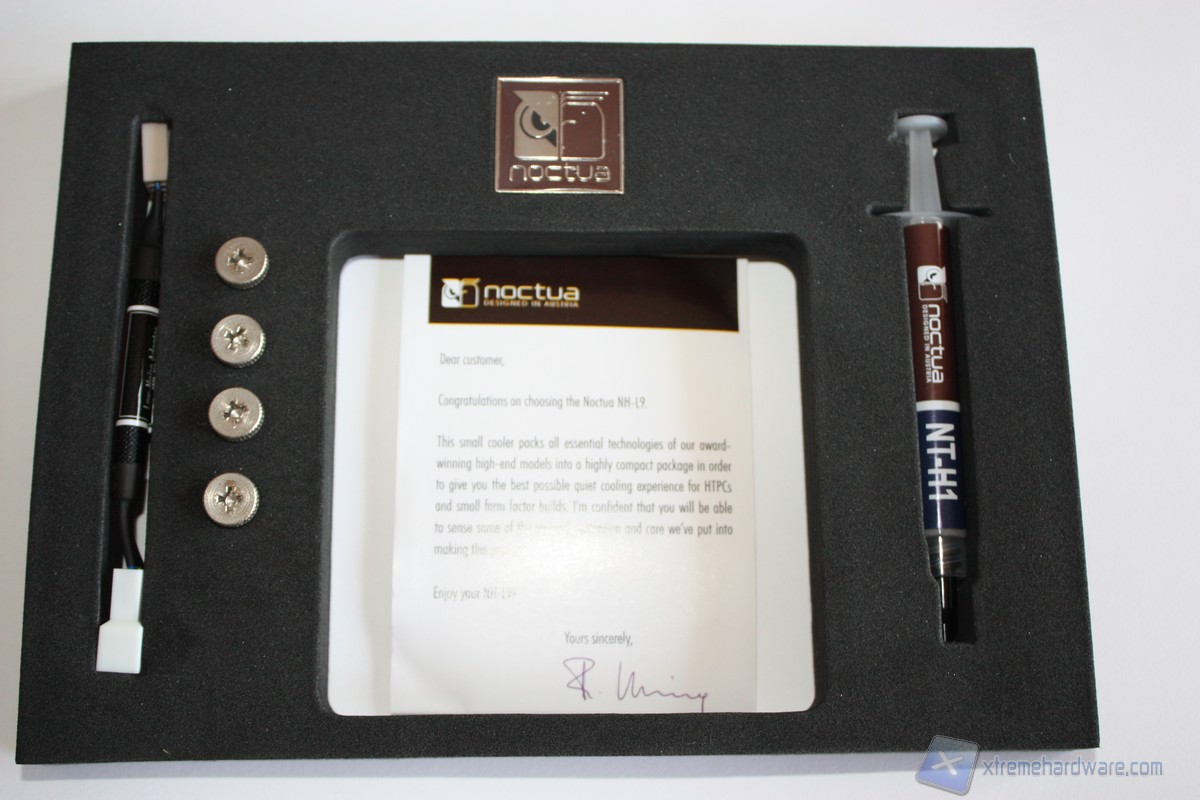 noctua
noctua
DESIGNED IN AUSTRIA
Dear customer,
Congratulations on choosing the Noctua NH-L9.
This small cooler packs all essential technologies of our award-
winning high-end models into a highly compact package in order
to give you the best possible quiet cooling experience for HTPCs
and small form factor builds. I'm confident that you will be able
to sense some of the and care we've put into
making this
Enjoy your NH-L9!
Yours sincerely,
noctua
DESIGNED IN AUSTRIA
NT-H1
xtremehardware.com